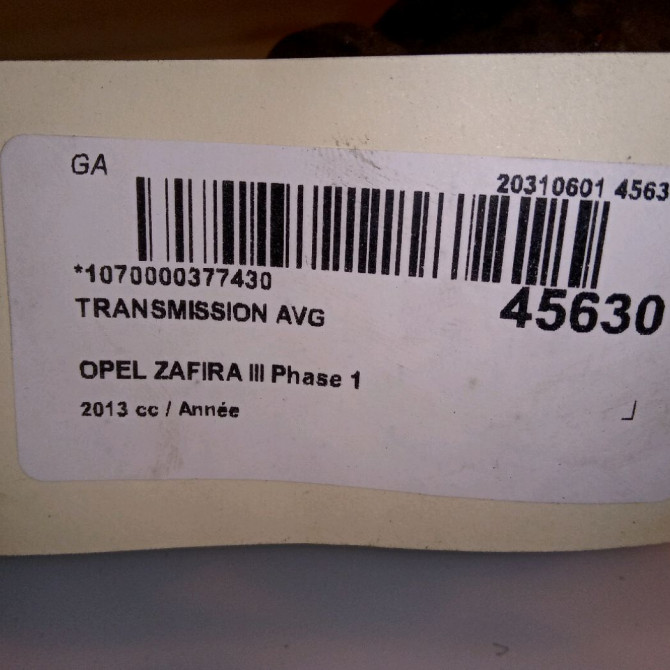 GA
20310601 4563
*1070000377430
45630
TRANSMISSION AVG
OPEL ZAFIRA III Phase 1
2013 cc / Année